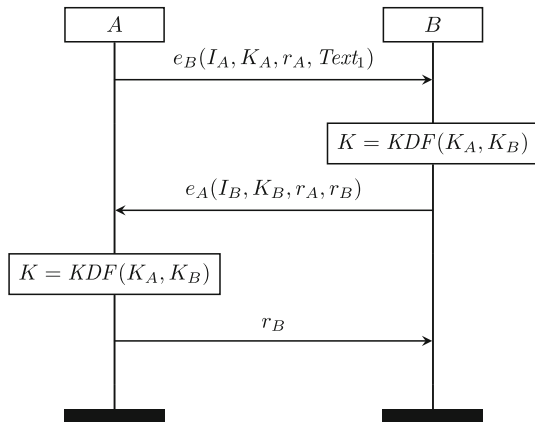 A
B
e_B(I_A, K_A, r_A, Text_1)
K = KDF(K_A, K_B)
e_A(I_B, K_B, r_A, r_B)
K = KDF(K_A, K_B)
r_B